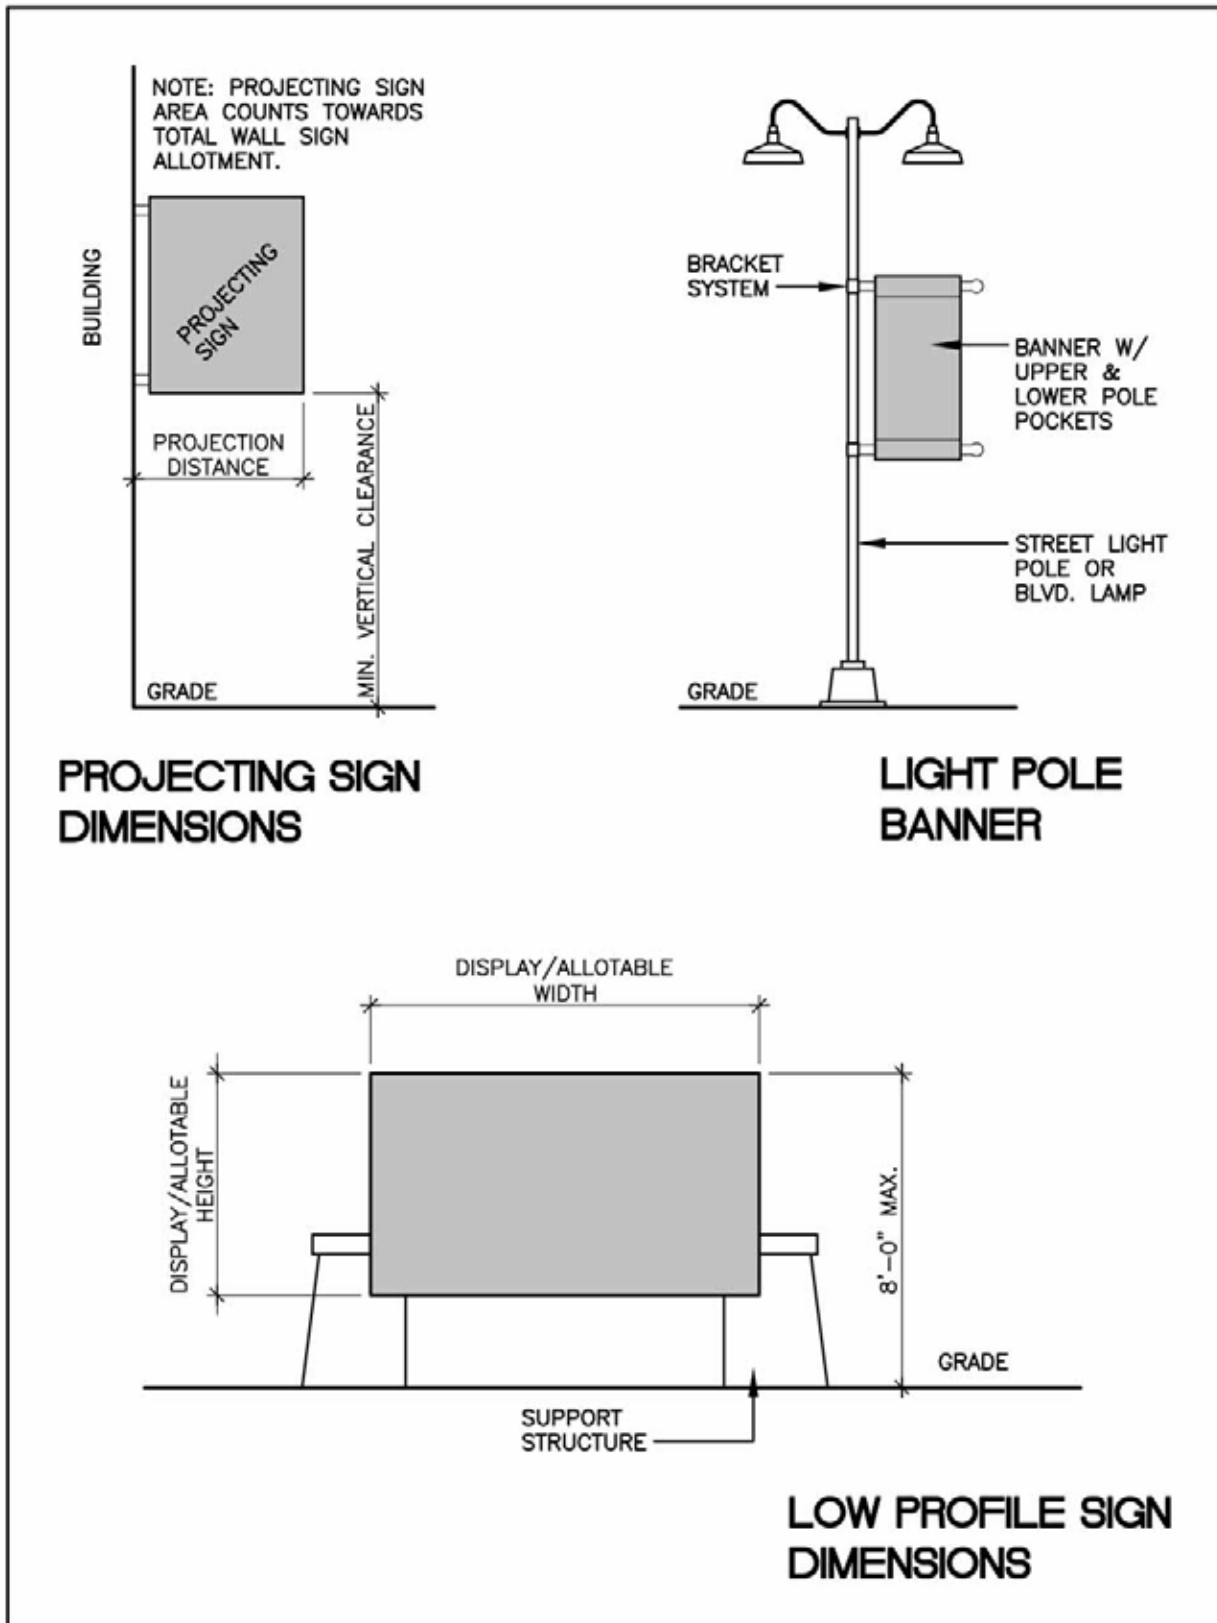 NOTE: PROJECTING SIGN
AREA COUNTS TOWARDS
TOTAL WALL SIGN
ALLOTMENT.
BUILDING
PROJECTING
SIGN
PROJECTION
DISTANCE
MIN. VERTICAL CLEARANCE
GRADE
PROJECTING SIGN
DIMENSIONS
BRACKET
SYSTEM
BANNER W/
UPPER &
LOWER POLE
POCKETS
STREET LIGHT
POLE OR
BLVD. LAMP
GRADE
LIGHT POLE
BANNER
DISPLAY/ALLOTABLE
WIDTH
DISPLAY/ALLOTABLE
HEIGHT
8'-0" MAX.
GRADE
SUPPORT
STRUCTURE
LOW PROFILE SIGN
DIMENSIONS